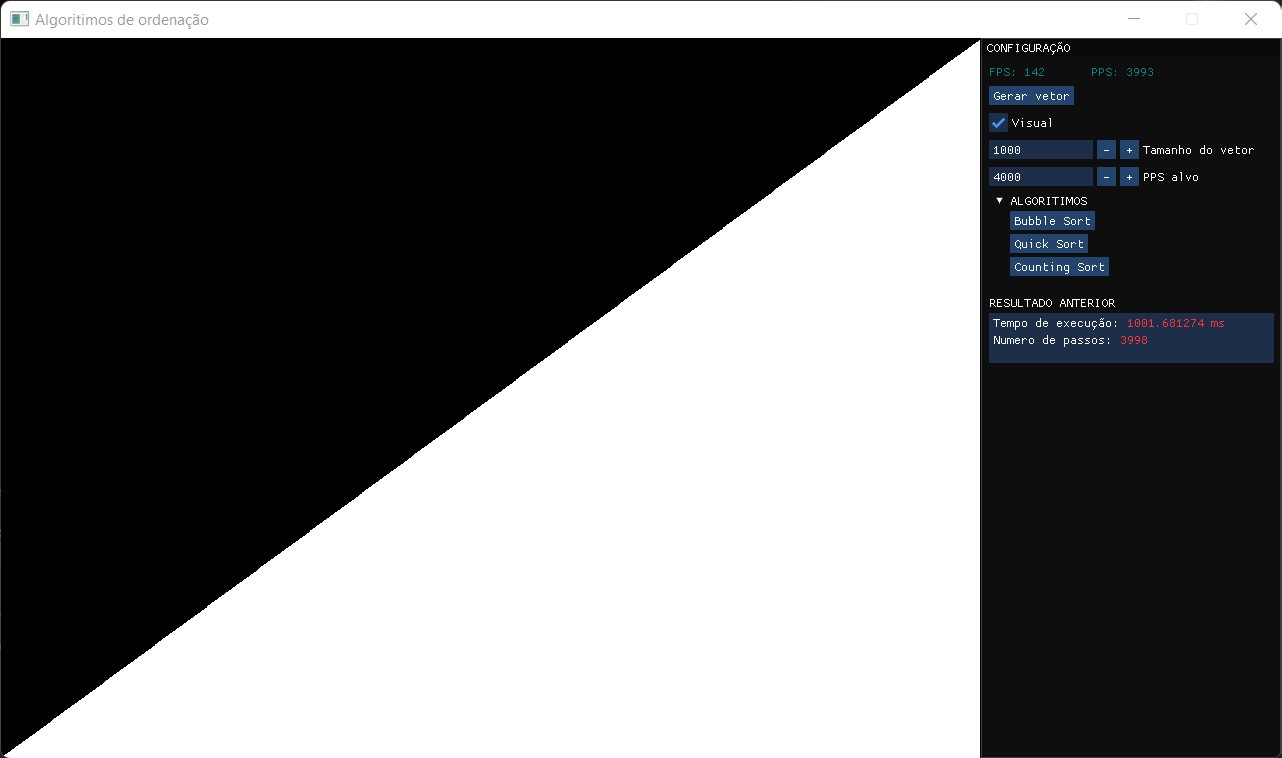 Algoritimos de ordenação
CONFIGURAÇÃO
FPS: 142 PPS: 3993
Gerar vetor
Visual
1000 - + Tamanho do vetor
4000 - + PPS alvo
ALGORITIMOS
Bubble Sort
Quick Sort
Counting Sort
RESULTADO ANTERIOR
Tempo de execução: 1001.681274 ms
Numero de passos: 3998